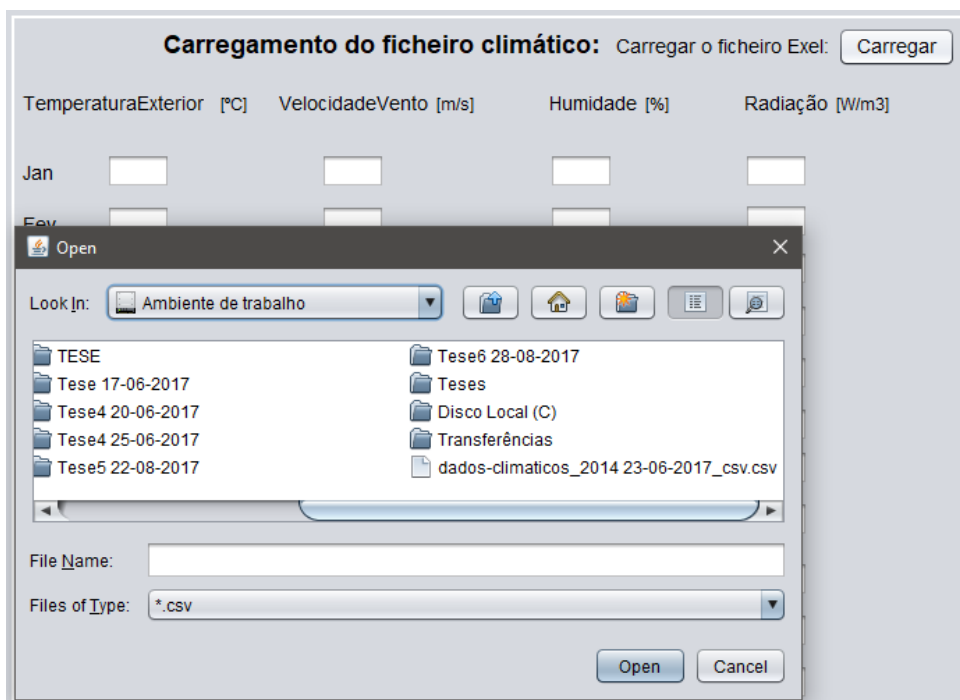 Carregamento do ficheiro climático: Carregar o ficheiro Exel: Carregar
TemperaturaExterior [ºC] VelocidadeVento [m/s] Humidade [%] Radiação [W/m3]
Jan
Fev
Open
Look In: Ambiente de trabalho
TESE
Tese 17-06-2017
Tese4 20-06-2017
Tese4 25-06-2017
Tese5 22-08-2017
Tese6 28-08-2017
Teses
Disco Local (C)
Transferências
dados-climaticos_2014 23-06-2017_csv.csv
File Name:
Files of Type: *.csv
Open Cancel